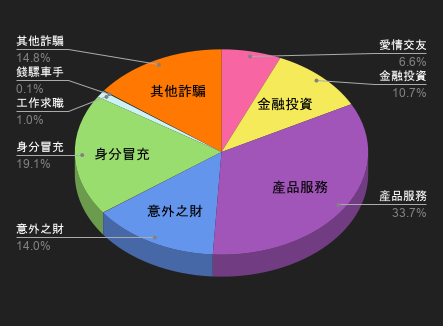 其他詐騙
14.8%
錢騾車手
0.1%
工作求職
1.0%
身分冒充
19.1%
意外之財
14.0%
愛情交友
6.6%
金融投資
10.7%
產品服務
33.7%
其他詐騙
金融投資
身分冒充
產品服務
意外之財